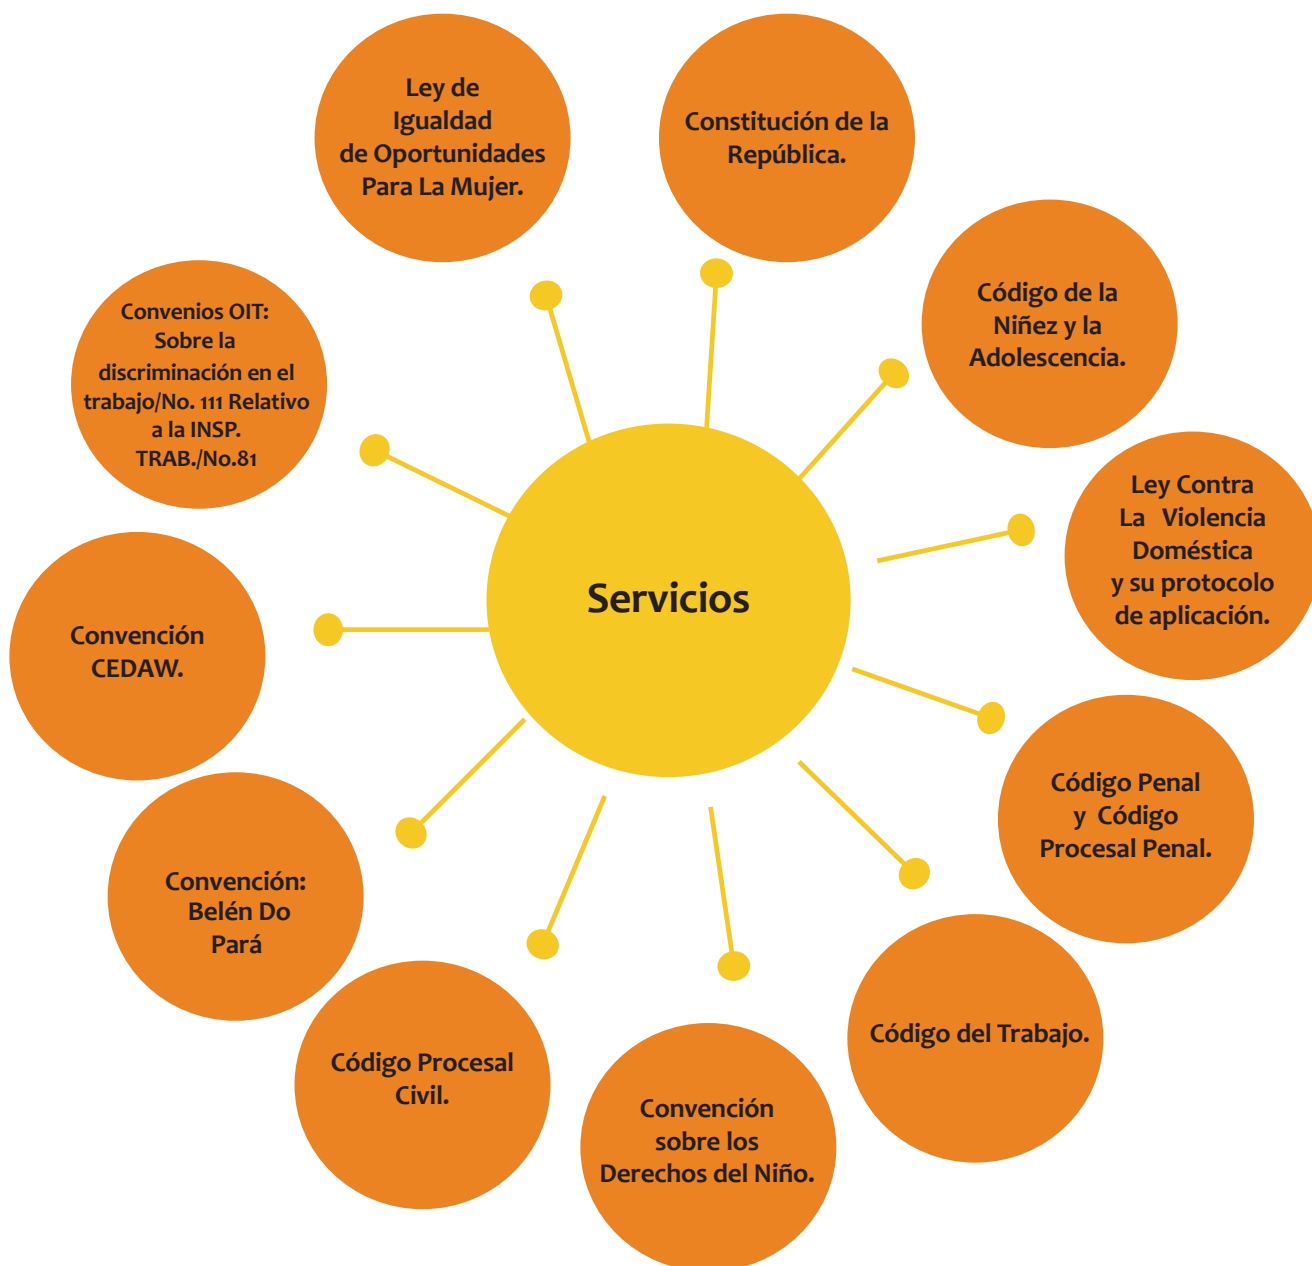 Ley de
Igualdad
de Oportunidades
Para La Mujer.
Constitución de la
República.
Código de la
Niñez y la
Adolescencia.
Ley Contra
La Violencia
Doméstica
y su protocolo
de aplicación.
Código Penal
y Código
Procesal Penal.
Código del Trabajo.
Convención
sobre los
Derechos del Niño.
Código Procesal
Civil.
Convención:
Belén Do
Pará
Convención
CEDAW.
Convenios OIT:
Sobre la
discriminación en el
trabajo/No. 111 Relativo
a la INSP.
TRAB./No.81
Servicios